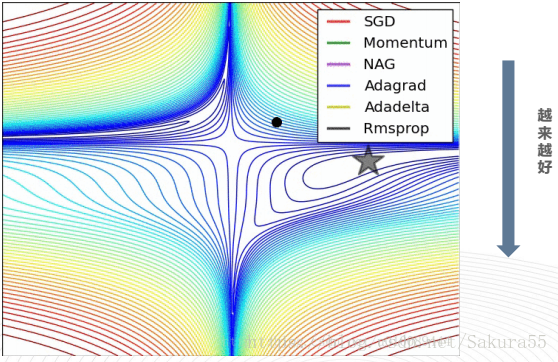 SGD
Momentum
NAG
Adagrad
Adadelta
Rmsprop
越来越好